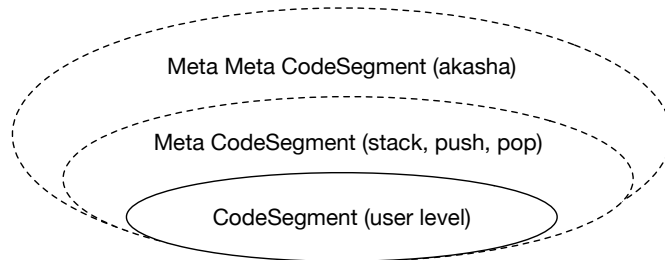 Meta Meta CodeSegment (akasha)
Meta CodeSegment (stack, push, pop)
CodeSegment (user level)